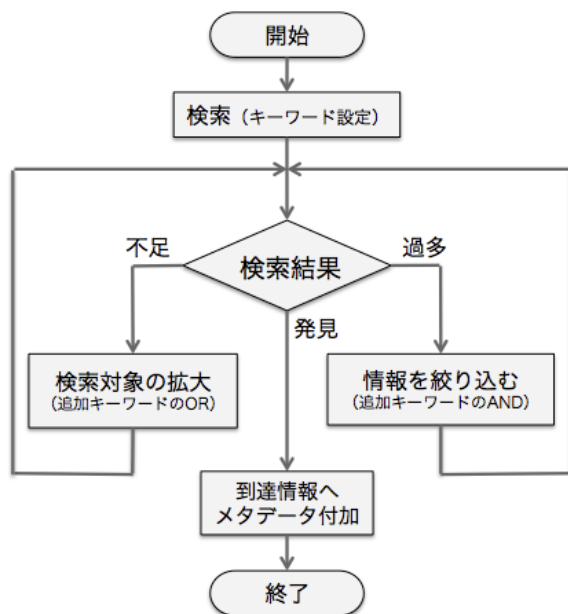 開始
検索（キーワード設定）
不足
過多
検索結果
発見
検索対象の拡大
（追加キーワードのOR）
情報を絞り込む
（追加キーワードのAND）
到達情報へ
メタデータ付加
終了